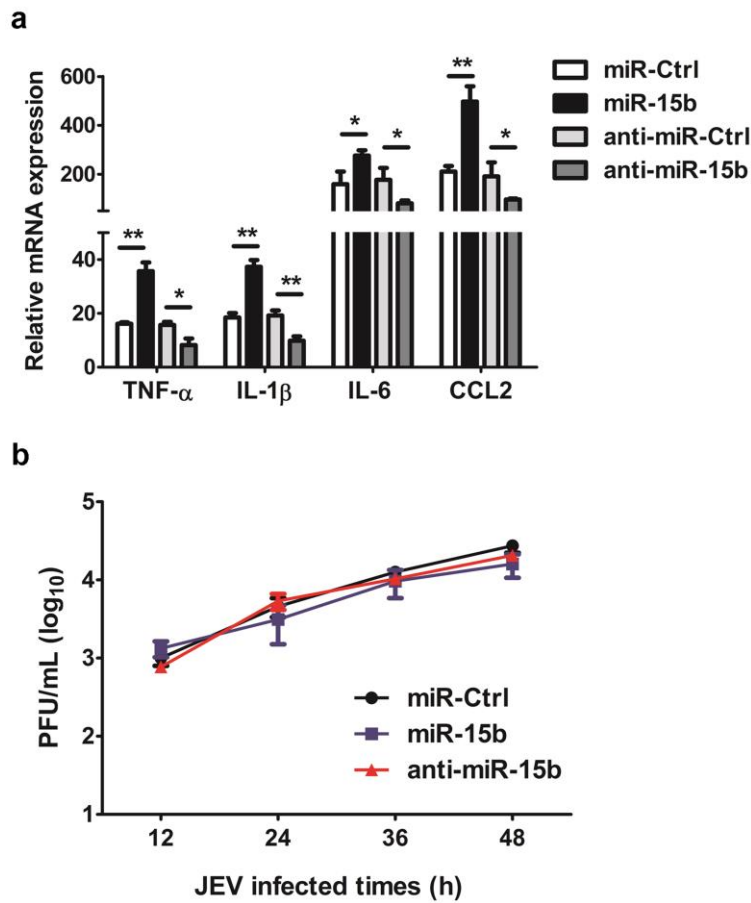 a
Relative mRNA expression
600
400
200
40
20
0
** ** * * ** *
* **
TNF-α IL-1β IL-6 CCL2
miR-Ctrl
miR-15b
anti-miR-Ctrl
anti-miR-15b
b
PFU/mL (log10)
5
4
3
2
1
12 24 36 48
JEV infected times (h)
miR-Ctrl
miR-15b
anti-miR-15b